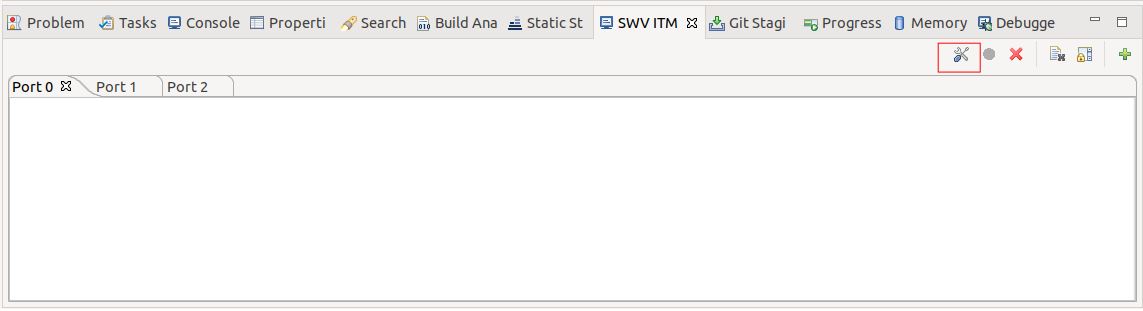 Problem Tasks Console Properti Search Build Ana Static St SWV ITM Git Stagi Progress Memory Debugge
Port 0 Port 1 Port 2